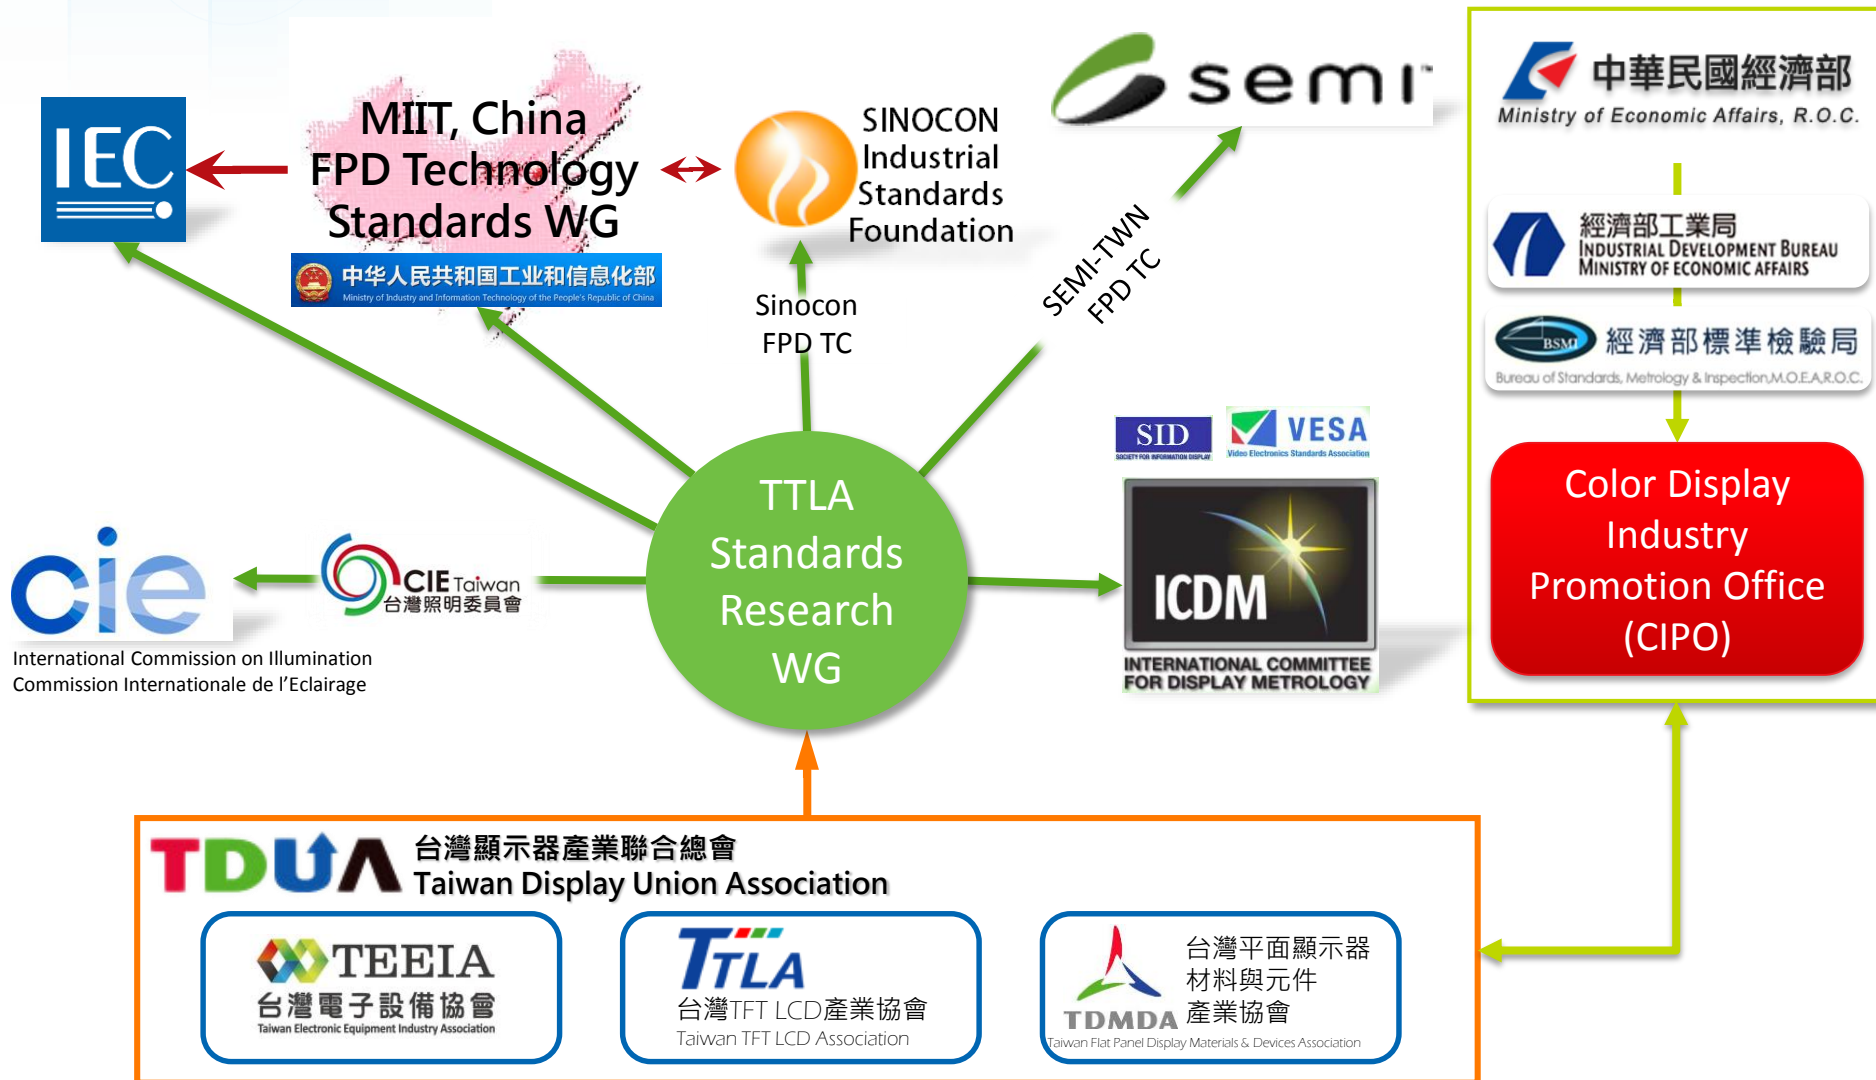 IEC
MIIT, China
FPD Technology
Standards WG
中华人民共和国工业和信息化部
Ministry of Industry and Information Technology of the People's Republic of China
SINOCON
Industrial
Standards
Foundation
Sinocon
FPD TC
semi
SEMI-TWN
FPD TC
中華民國經濟部
Ministry of Economic Affairs, R.O.C.
經濟部工業局
INDUSTRIAL DEVELOPMENT BUREAU
MINISTRY OF ECONOMIC AFFAIRS
BSMI 經濟部標準檢驗局
Bureau of Standards, Metrology & Inspection,M.O.E.A,R.O.C.
Color Display
Industry
Promotion Office
(CIPO)
SID
SOCIETY FOR INFORMATION DISPLAY
VESA
Video Electronics Standards Association
ICDM
INTERNATIONAL COMMITTEE
FOR DISPLAY METROLOGY
TTLA
Standards
Research
WG
cie
International Commission on Illumination
Commission Internationale de l'Eclairage
CIE Taiwan
台灣照明委員會
TDUA
台灣顯示器產業聯合總會
Taiwan Display Union Association
TEEIA
台灣電子設備協會
Taiwan Electronic Equipment Industry Association
TTLA
台灣TFT LCD產業協會
Taiwan TFT LCD Association
TDMDA
台灣平面顯示器
材料與元件
產業協會
Taiwan Flat Panel Display Materials & Devices Association